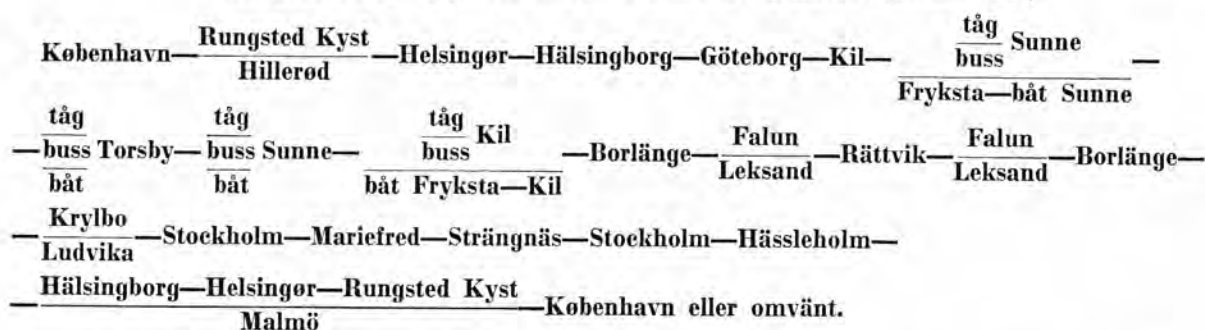 tåg
København—Rungsted Kyst—Helsingør—Hälsingborg—Göteborg—Kil—buss Sunne—
Hillerød
Fryksta—båt Sunne
tåg tåg tåg
—buss Torsby—buss Sunne—buss Kil—Borlänge—Falun—Rättvik—Falun—Borlänge—
båt båt båt Fryksta—Kil Leksand Leksand
—Krylbo—Stockholm—Mariefred—Strängnäs—Stockholm—Hässleholm—
Ludvika
—Hälsingborg—Helsingør—Rungsted Kyst—København eller omvänt.
Malmö